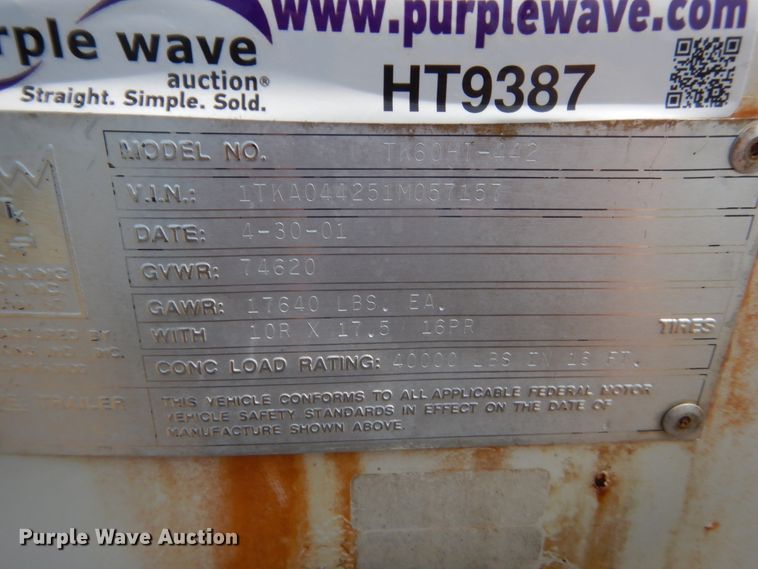 www.purplewave.com
rple wave
auction®
Straight. Simple. Sold.
HT9387
MODEL NO. TK60HT-442
V.I.N.: 1TKA044251M057157
DATE: 4-30-01
GVWR: 74620
GAWR: 17640 LBS. EA.
WITH 10R X 17.5 16PR TIRES
CONC LOAD RATING: 40000 LBS IN 16 FT.
TRAILER
THIS VEHICLE CONFORMS TO ALL APPLICABLE FEDERAL MOTOR
VEHICLE SAFETY STANDARDS IN EFFECT ON THE DATE OF
MANUFACTURE SHOWN ABOVE.
Purple Wave Auction
Purple Wave Auction